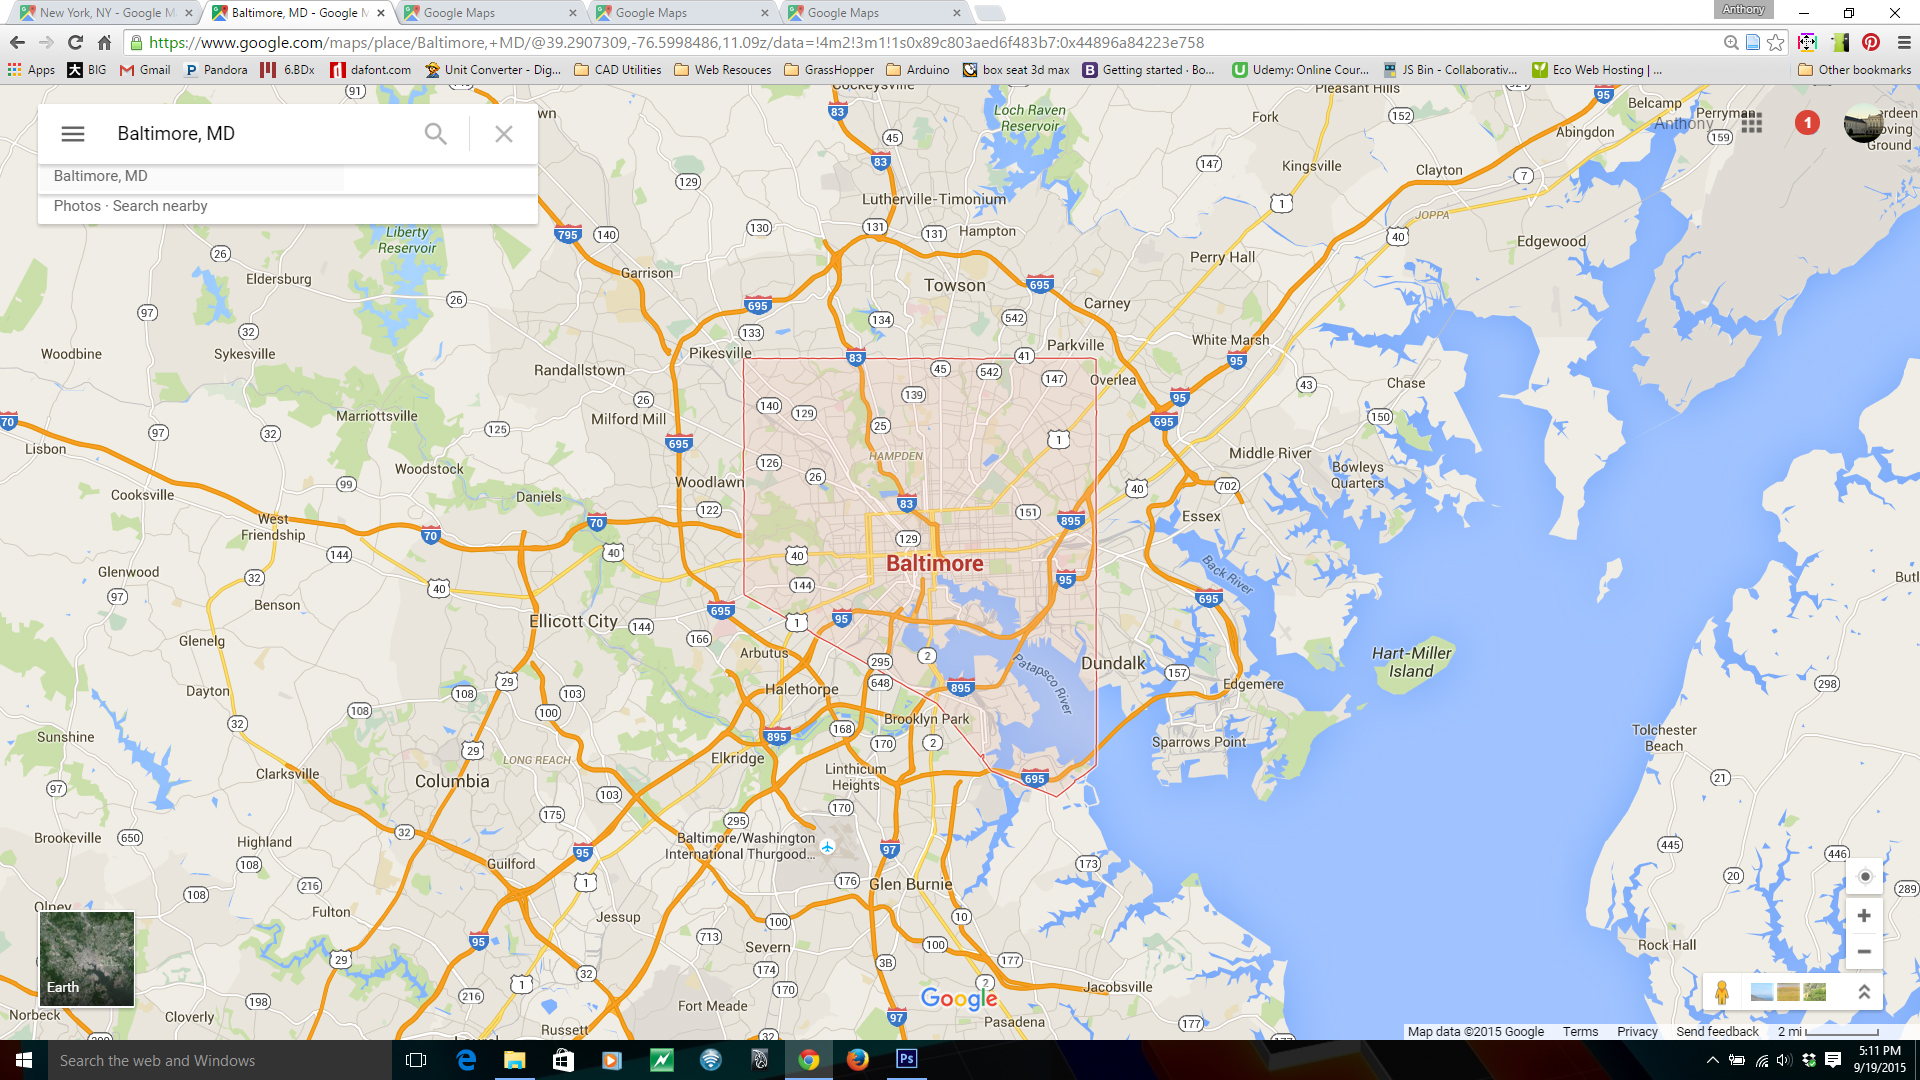 New York, NY - Google M
Baltimore, MD - Google M
Google Maps
Google Maps
Google Maps
Anthony
https://www.google.com/maps/place/Baltimore,+MD/@39.2907309,-76.5998486,11.09z/data=!4m2!3m1!1s0x89c803aed6f483b7:0x44896a84223e758
Apps BIG Gmail Pandora 6.BDx dafont.com Unit Converter - Dig... CAD Utilities Web Resouces GrassHopper Arduino box seat 3d max Getting started · Bo... Udemy: Online Cour... JS Bin - Collaborativ... Eco Web Hosting | ... Other bookmarks
Baltimore, MD
Baltimore, MD
Photos · Search nearby
Anthony
1
Loch Raven
Reservoir
Pleasant Hills
Fork
Belcamp
Perryman
Abingdon
Kingsville
Clayton
JOPPA
Edgewood
Lutherville-Timonium
Hampton
Perry Hall
Liberty
Reservoir
Eldersburg
Garrison
Towson
Carney
White Marsh
Parkville
Woodbine
Sykesville
Pikesville
Randallstown
Overlea
Chase
Marriottsville
Milford Mill
HAMPDEN
Lisbon
Woodstock
Middle River
Bowleys
Quarters
Cooksville
Daniels
Woodlawn
West
Friendship
Essex
Baltimore
Back River
Glenwood
Benson
Ellicott City
Glenelg
Arbutus
Dundalk
Hart-Miller
Island
Patapsco River
Dayton
Halethorpe
Edgemere
Brooklyn Park
Sunshine
Sparrows Point
Tolchester
Beach
Clarksville
LONG REACH
Elkridge
Linthicum
Heights
Columbia
Brookeville
Highland
Baltimore/Washington
International Thurgood...
Guilford
Glen Burnie
Olney
Fulton
Jessup
Severn
Rock Hall
Earth
Norbeck
Cloverly
Fort Meade
Russett
Jacobsville
Pasadena
Google
Map data ©2015 Google Terms Privacy Send feedback 2 mi
Search the web and Windows
5:11 PM
9/19/2015